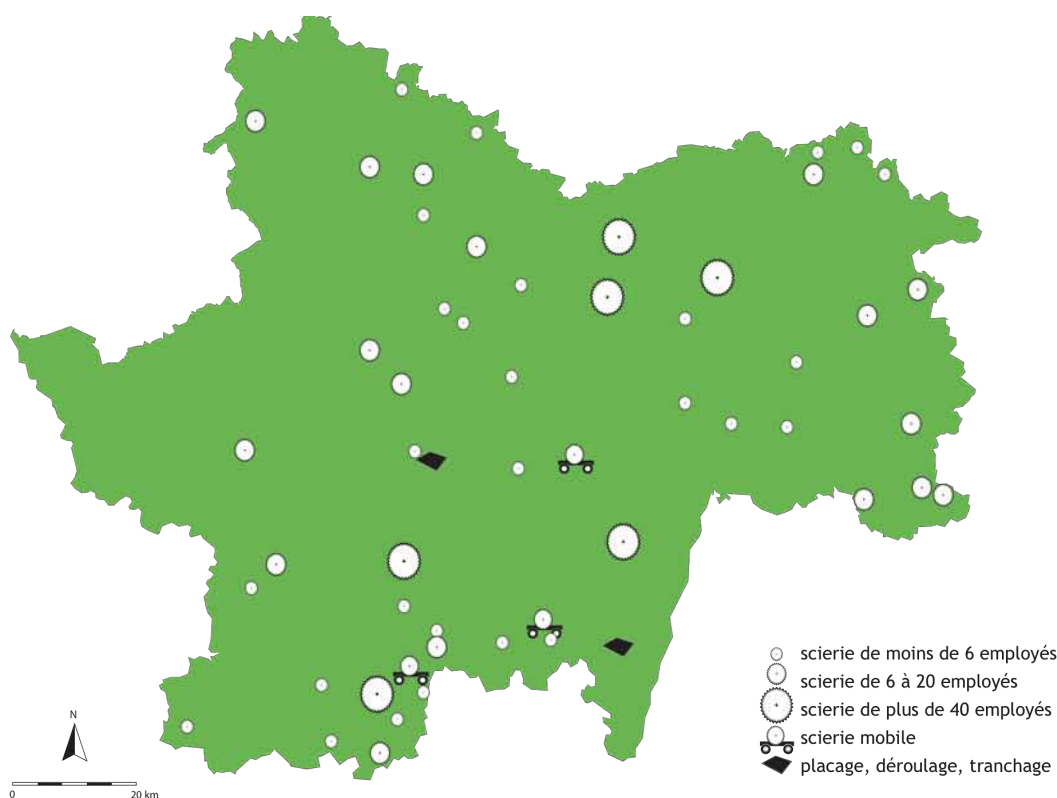 scierie de moins de 6 employés
scierie de 6 à 20 employés
scierie de plus de 40 employés
scierie mobile
placage, déroulage, tranchage
N
0 20 km